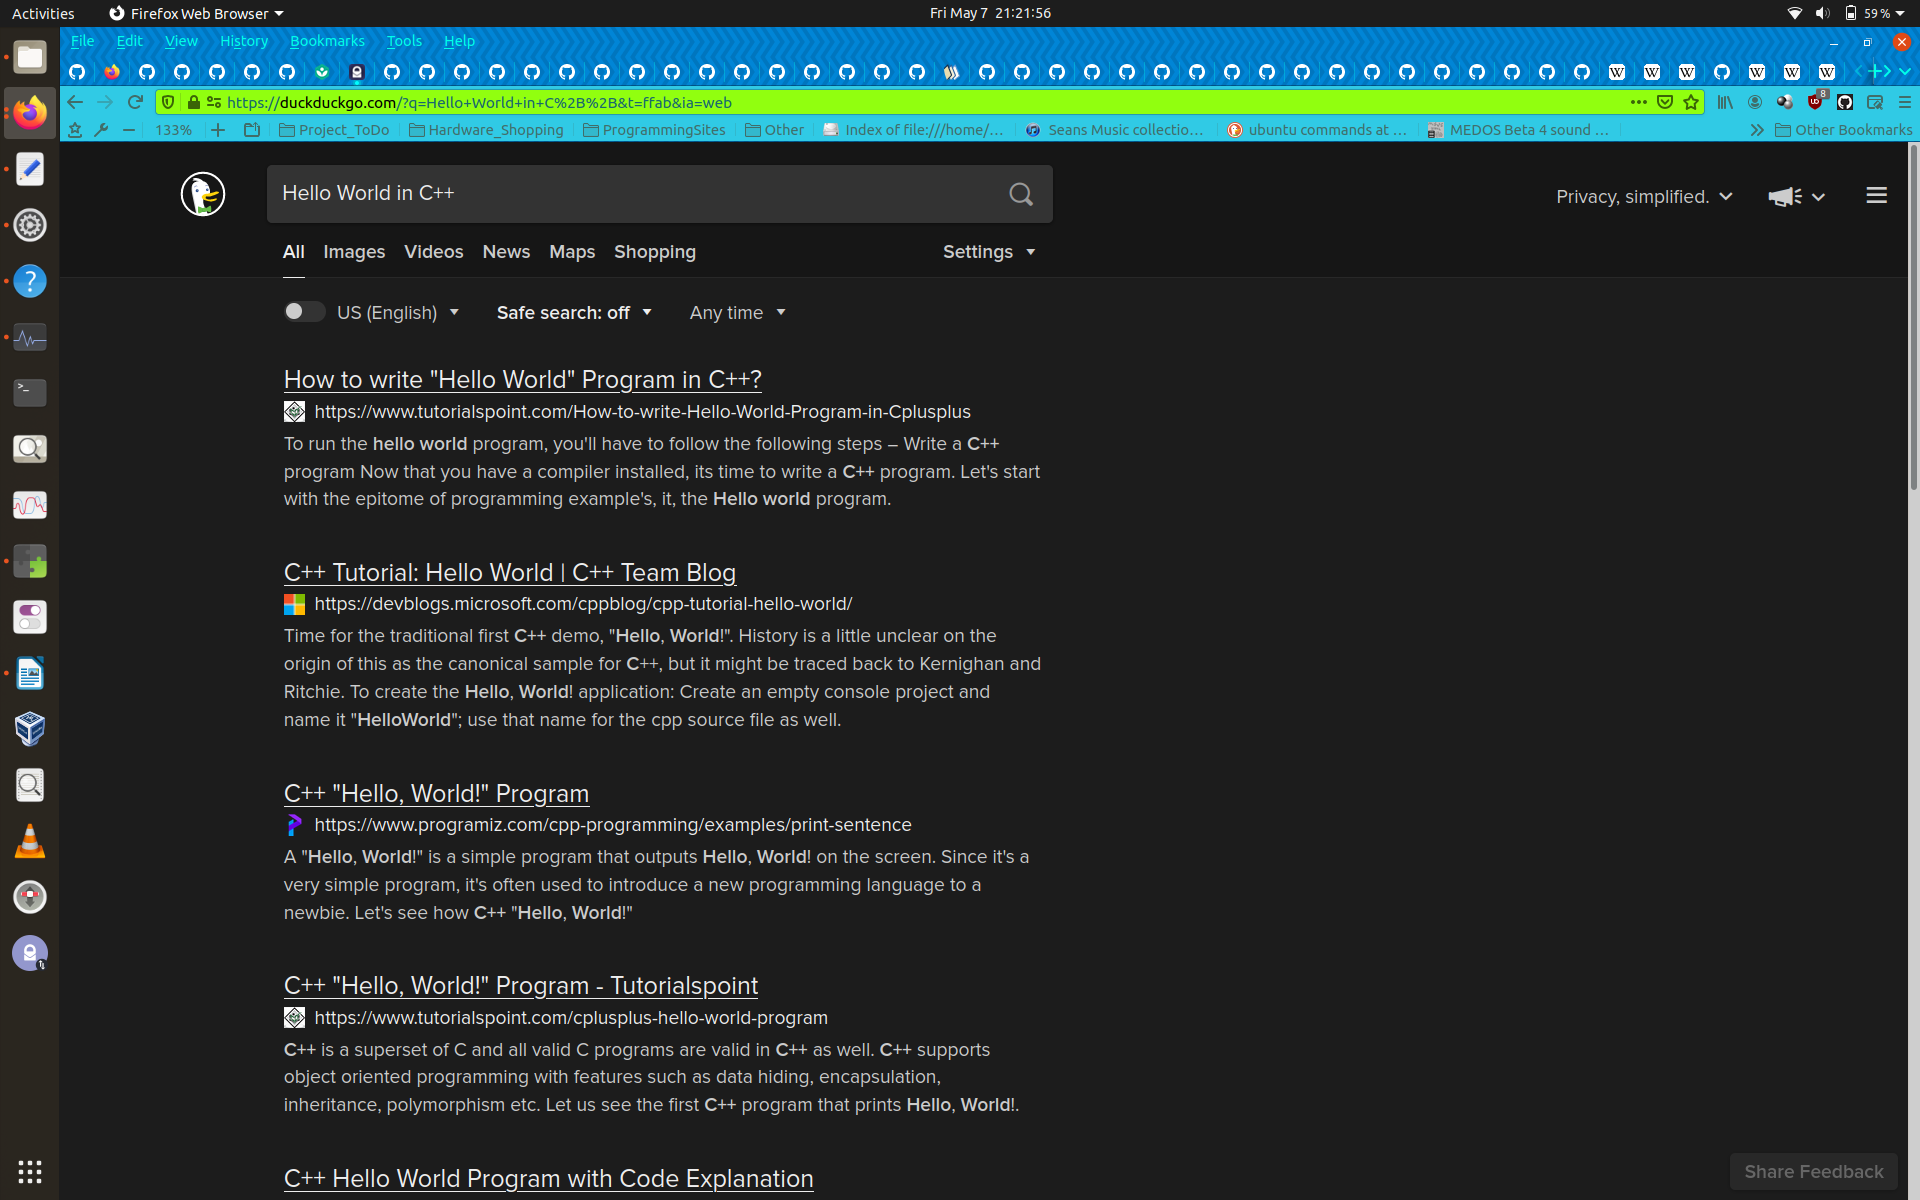 Activities
Firefox Web Browser
Fri May 7 21:21:56
59 %
File Edit View History Bookmarks Tools Help
https://duckduckgo.com/?q=Hello+World+in+C%2B%2B&t=ffab&ia=web
8
133%
Project_ToDo
Hardware_Shopping
ProgrammingSites
Other
Index of file:///home/...
Seans Music collectio...
ubuntu commands at ...
MEDOS Beta 4 sound ...
Other Bookmarks
Hello World in C++
Privacy, simplified.
All Images Videos News Maps Shopping
Settings
US (English)
Safe search: off
Any time
How to write "Hello World" Program in C++?
https://www.tutorialspoint.com/How-to-write-Hello-World-Program-in-Cplusplus
To run the hello world program, you'll have to follow the following steps – Write a C++
program Now that you have a compiler installed, its time to write a C++ program. Let's start
with the epitome of programming example's, it, the Hello world program.
C++ Tutorial: Hello World | C++ Team Blog
https://devblogs.microsoft.com/cppblog/cpp-tutorial-hello-world/
Time for the traditional first C++ demo, "Hello, World!". History is a little unclear on the
origin of this as the canonical sample for C++, but it might be traced back to Kernighan and
Ritchie. To create the Hello, World! application: Create an empty console project and
name it "HelloWorld"; use that name for the cpp source file as well.
C++ "Hello, World!" Program
https://www.programiz.com/cpp-programming/examples/print-sentence
A "Hello, World!" is a simple program that outputs Hello, World! on the screen. Since it's a
very simple program, it's often used to introduce a new programming language to a
newbie. Let's see how C++ "Hello, World!"
C++ "Hello, World!" Program - Tutorialspoint
https://www.tutorialspoint.com/cplusplus-hello-world-program
C++ is a superset of C and all valid C programs are valid in C++ as well. C++ supports
object oriented programming with features such as data hiding, encapsulation,
inheritance, polymorphism etc. Let us see the first C++ program that prints Hello, World!.
C++ Hello World Program with Code Explanation
Share Feedback